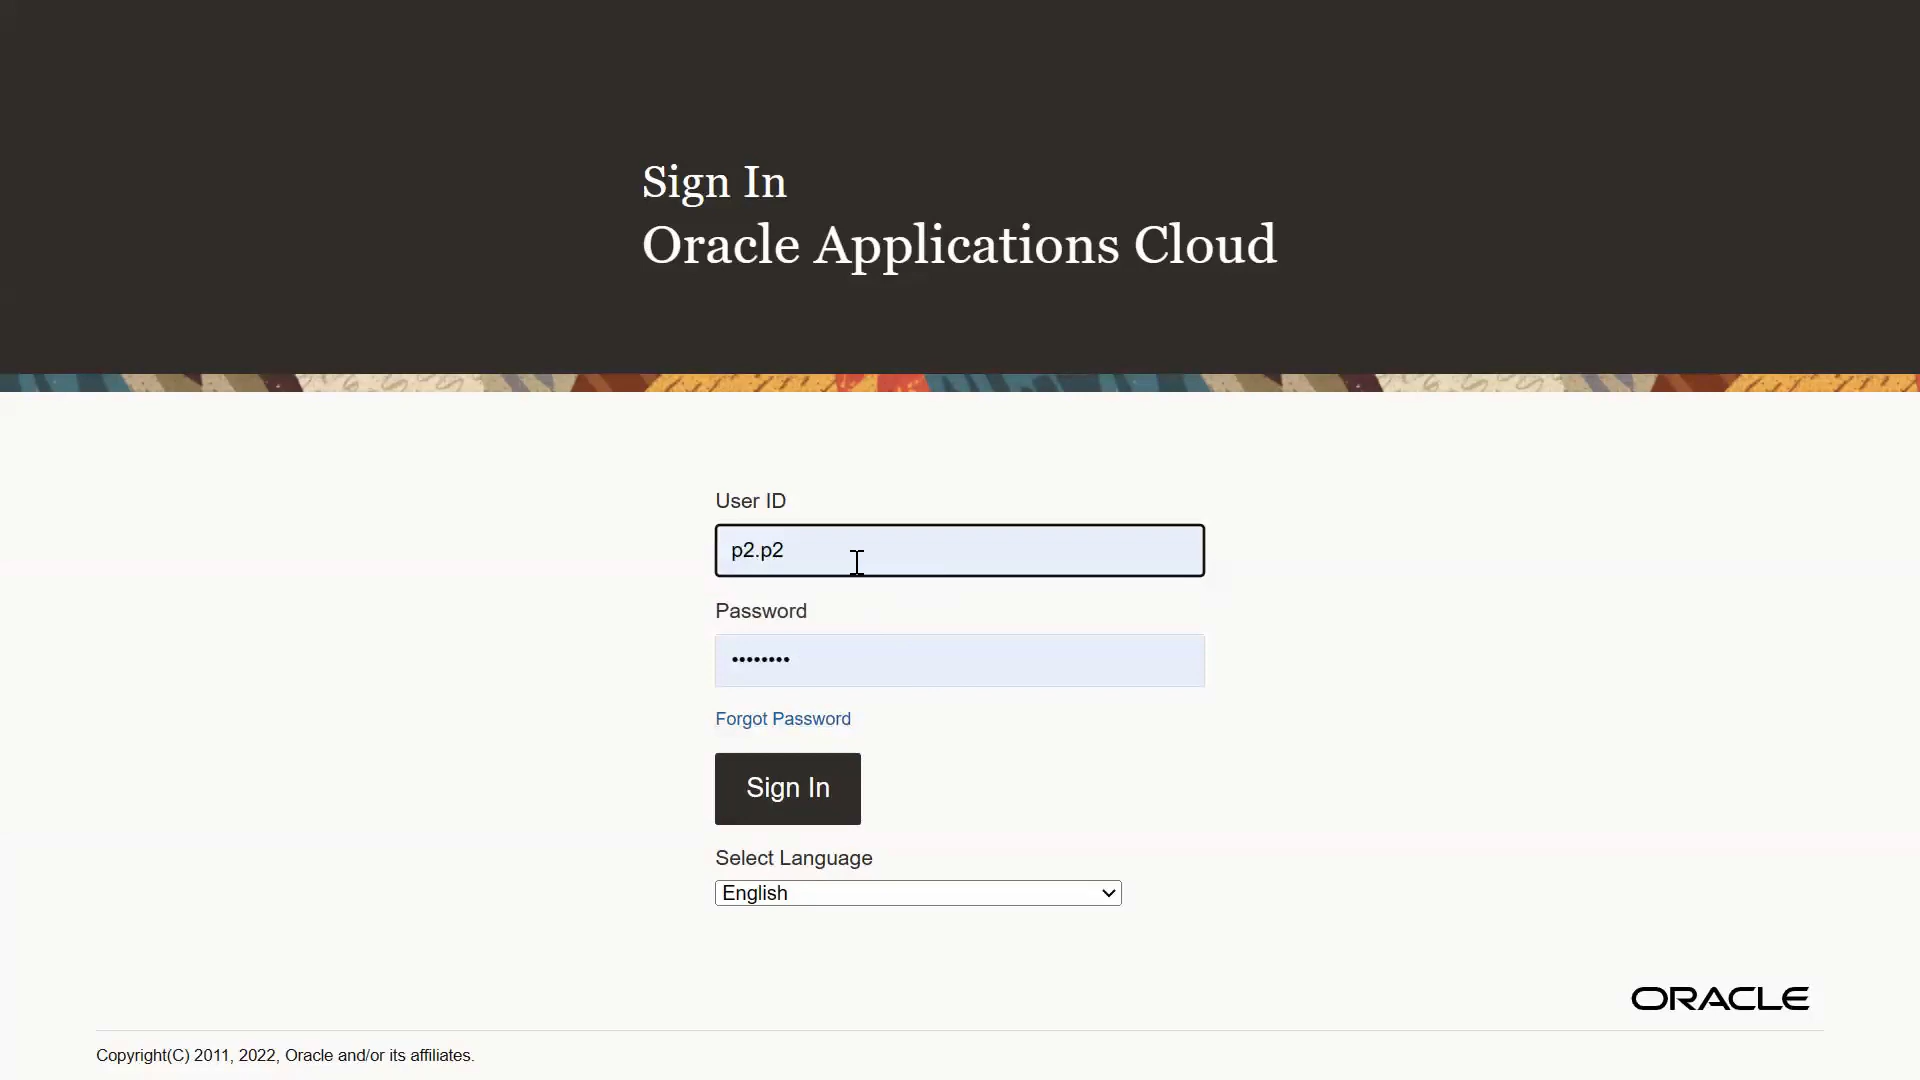 Sign In
Oracle Applications Cloud
User ID
p2.p2
Password
••••••••
Forgot Password
Sign In
Select Language
English
ORACLE
Copyright(C) 2011, 2022, Oracle and/or its affiliates.